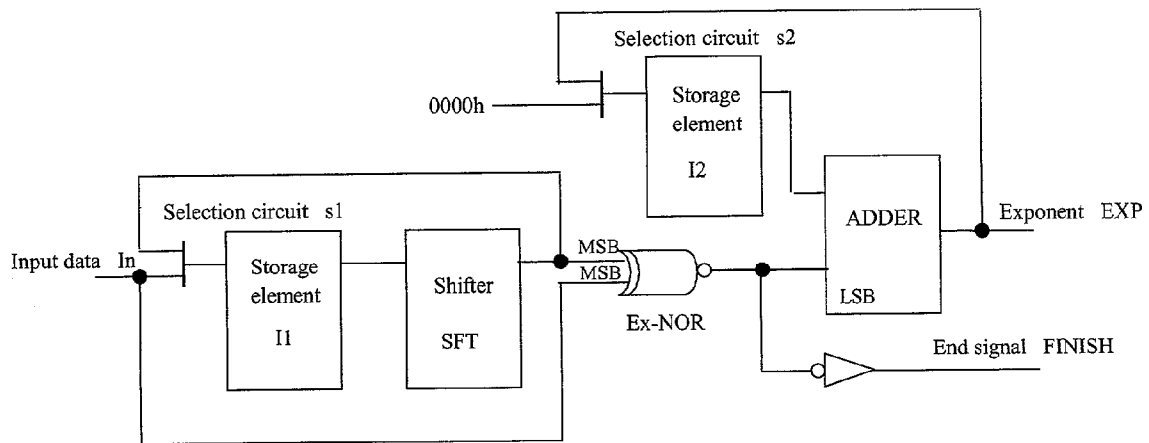 Selection circuit s2
0000h
Storage
element
I2
ADDER
LSB
Exponent EXP
Selection circuit s1
Input data In
Storage
element
I1
Shifter
SFT
MSB
MSB
Ex-NOR
End signal FINISH